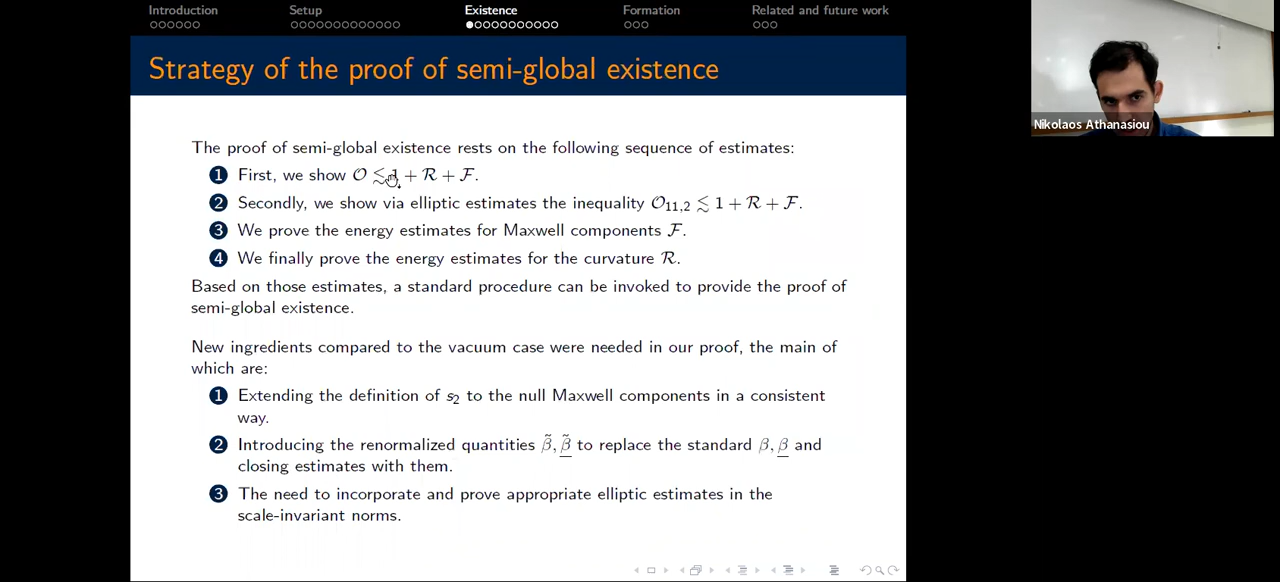 Introduction
Setup
Existence
Formation
Related and future work
Strategy of the proof of semi-global existence
The proof of semi-global existence rests on the following sequence of estimates:
1 First, we show 𝒪 ≲ 1 + ℛ + ℱ.
2 Secondly, we show via elliptic estimates the inequality 𝒪₁₁,₂ ≲ 1 + ℛ + ℱ.
3 We prove the energy estimates for Maxwell components ℱ.
4 We finally prove the energy estimates for the curvature ℛ.
Based on those estimates, a standard procedure can be invoked to provide the proof of
semi-global existence.
New ingredients compared to the vacuum case were needed in our proof, the main of
which are:
1 Extending the definition of s₂ to the null Maxwell components in a consistent
way.
2 Introducing the renormalized quantities β̃, β̲̃ to replace the standard β, β̲ and
closing estimates with them.
3 The need to incorporate and prove appropriate elliptic estimates in the
scale-invariant norms.
Nikolaos Athanasiou